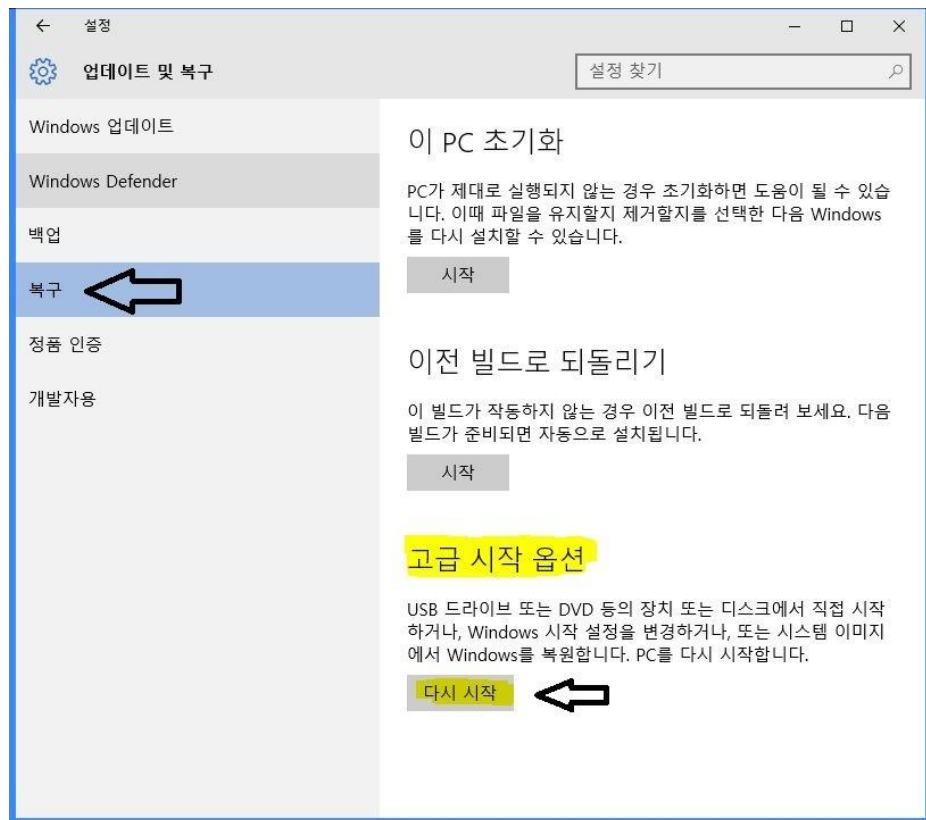 설정
업데이트 및 복구
설정 찾기
Windows 업데이트
Windows Defender
백업
복구
정품 인증
개발자용
이 PC 초기화
PC가 제대로 실행되지 않는 경우 초기화하면 도움이 될 수 있습
니다. 이때 파일을 유지할지 제거할지를 선택한 다음 Windows
를 다시 설치할 수 있습니다.
시작
이전 빌드로 되돌리기
이 빌드가 작동하지 않는 경우 이전 빌드로 되돌려 보세요. 다음
빌드가 준비되면 자동으로 설치됩니다.
시작
고급 시작 옵션
USB 드라이브 또는 DVD 등의 장치 또는 디스크에서 직접 시작
하거나, Windows 시작 설정을 변경하거나, 또는 시스템 이미지
에서 Windows를 복원합니다. PC를 다시 시작합니다.
다시 시작